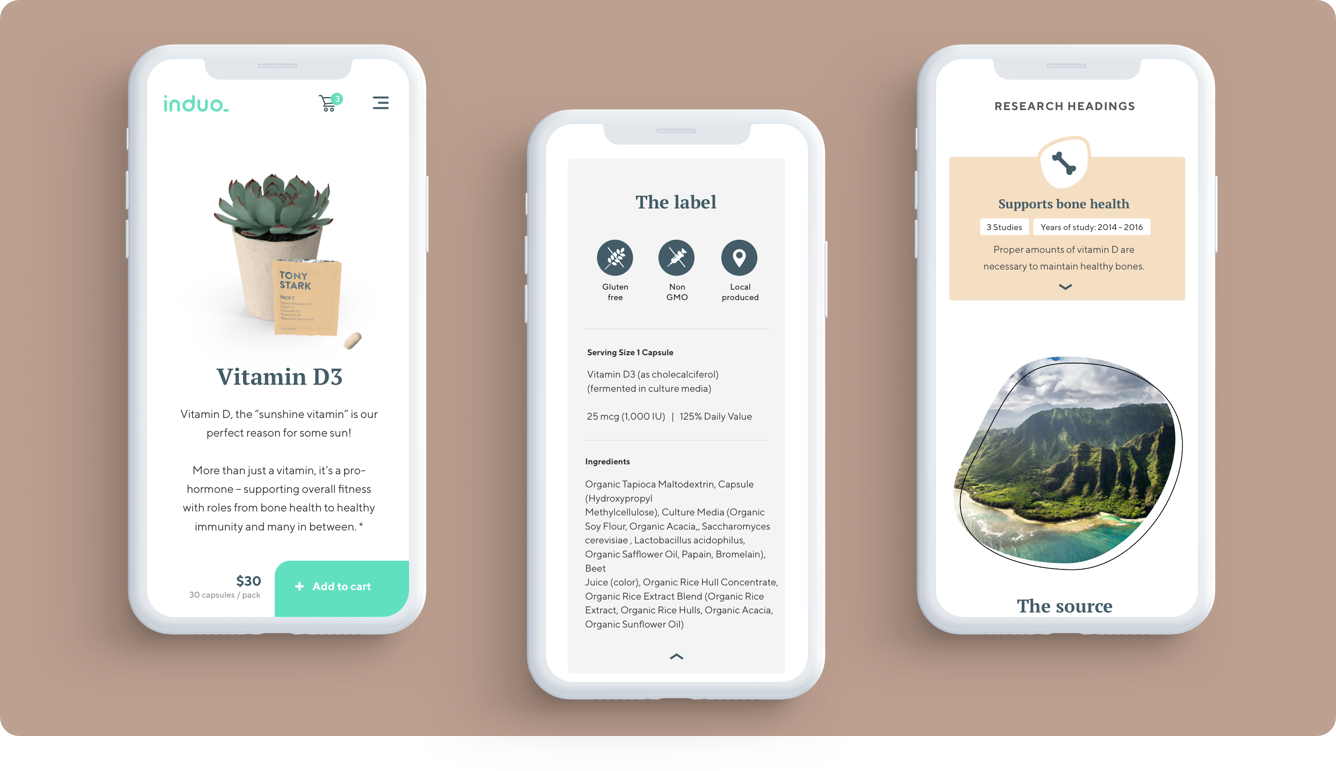 induo_
3
TONY
STARK
PACK 1
Vitamin D3
Vitamin D, the “sunshine vitamin” is our
perfect reason for some sun!
More than just a vitamin, it’s a pro-
hormone – supporting overall fitness
with roles from bone health to healthy
immunity and many in between. *
$30
30 capsules / pack
+ Add to cart
The label
Gluten
free
Non
GMO
Local
produced
Serving Size 1 Capsule
Vitamin D3 (as cholecalciferol)
(fermented in culture media)
25 mcg (1,000 IU) | 125% Daily Value
Ingredients
Organic Tapioca Maltodextrin, Capsule
(Hydroxypropyl
Methylcellulose), Culture Media (Organic
Soy Flour, Organic Acacia,, Saccharomyces
cerevisiae , Lactobacillus acidophilus,
Organic Safflower Oil, Papain, Bromelain),
Beet
Juice (color), Organic Rice Hull Concentrate,
Organic Rice Extract Blend (Organic Rice
Extract, Organic Rice Hulls, Organic Acacia,
Organic Sunflower Oil)
RESEARCH HEADINGS
Supports bone health
3 Studies
Years of study: 2014 - 2016
Proper amounts of vitamin D are
necessary to maintain healthy bones.
The source